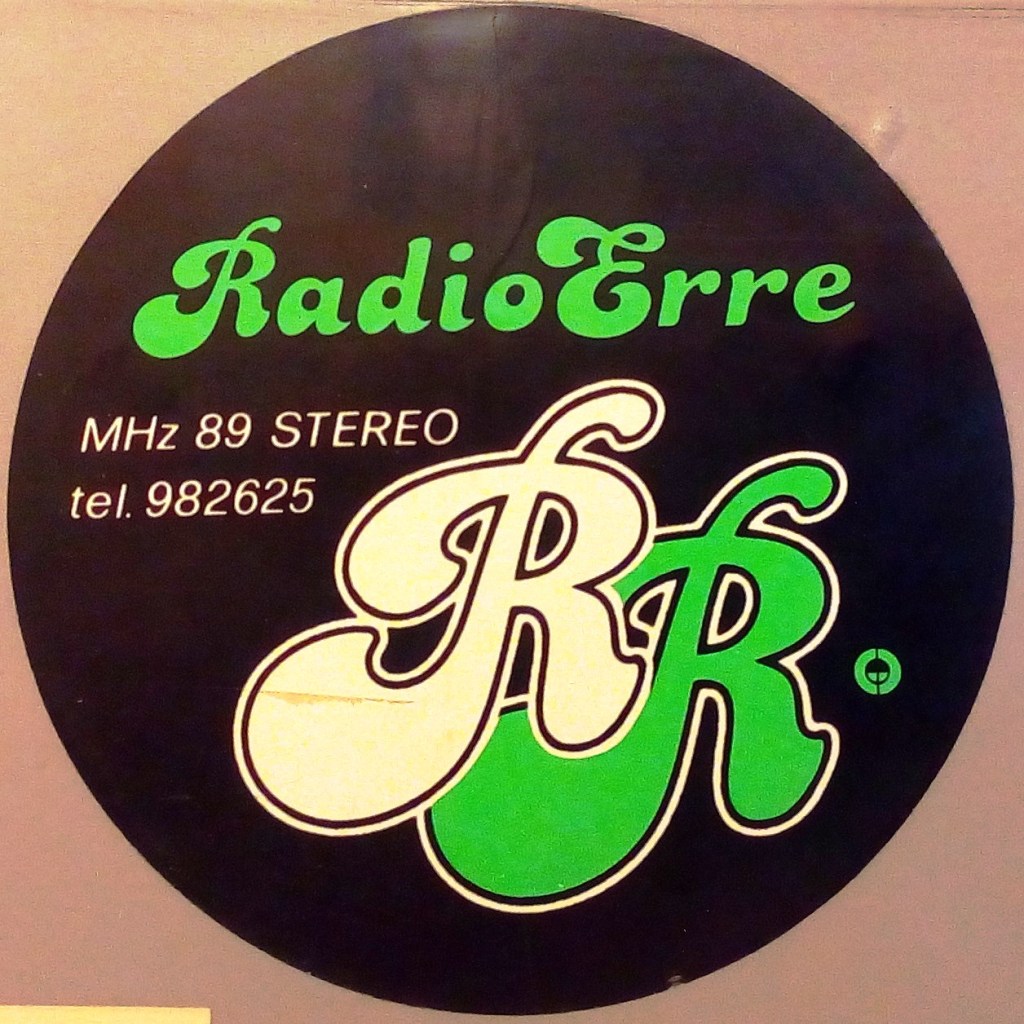 RadioErre
MHz 89 STEREO
tel. 982625
RR